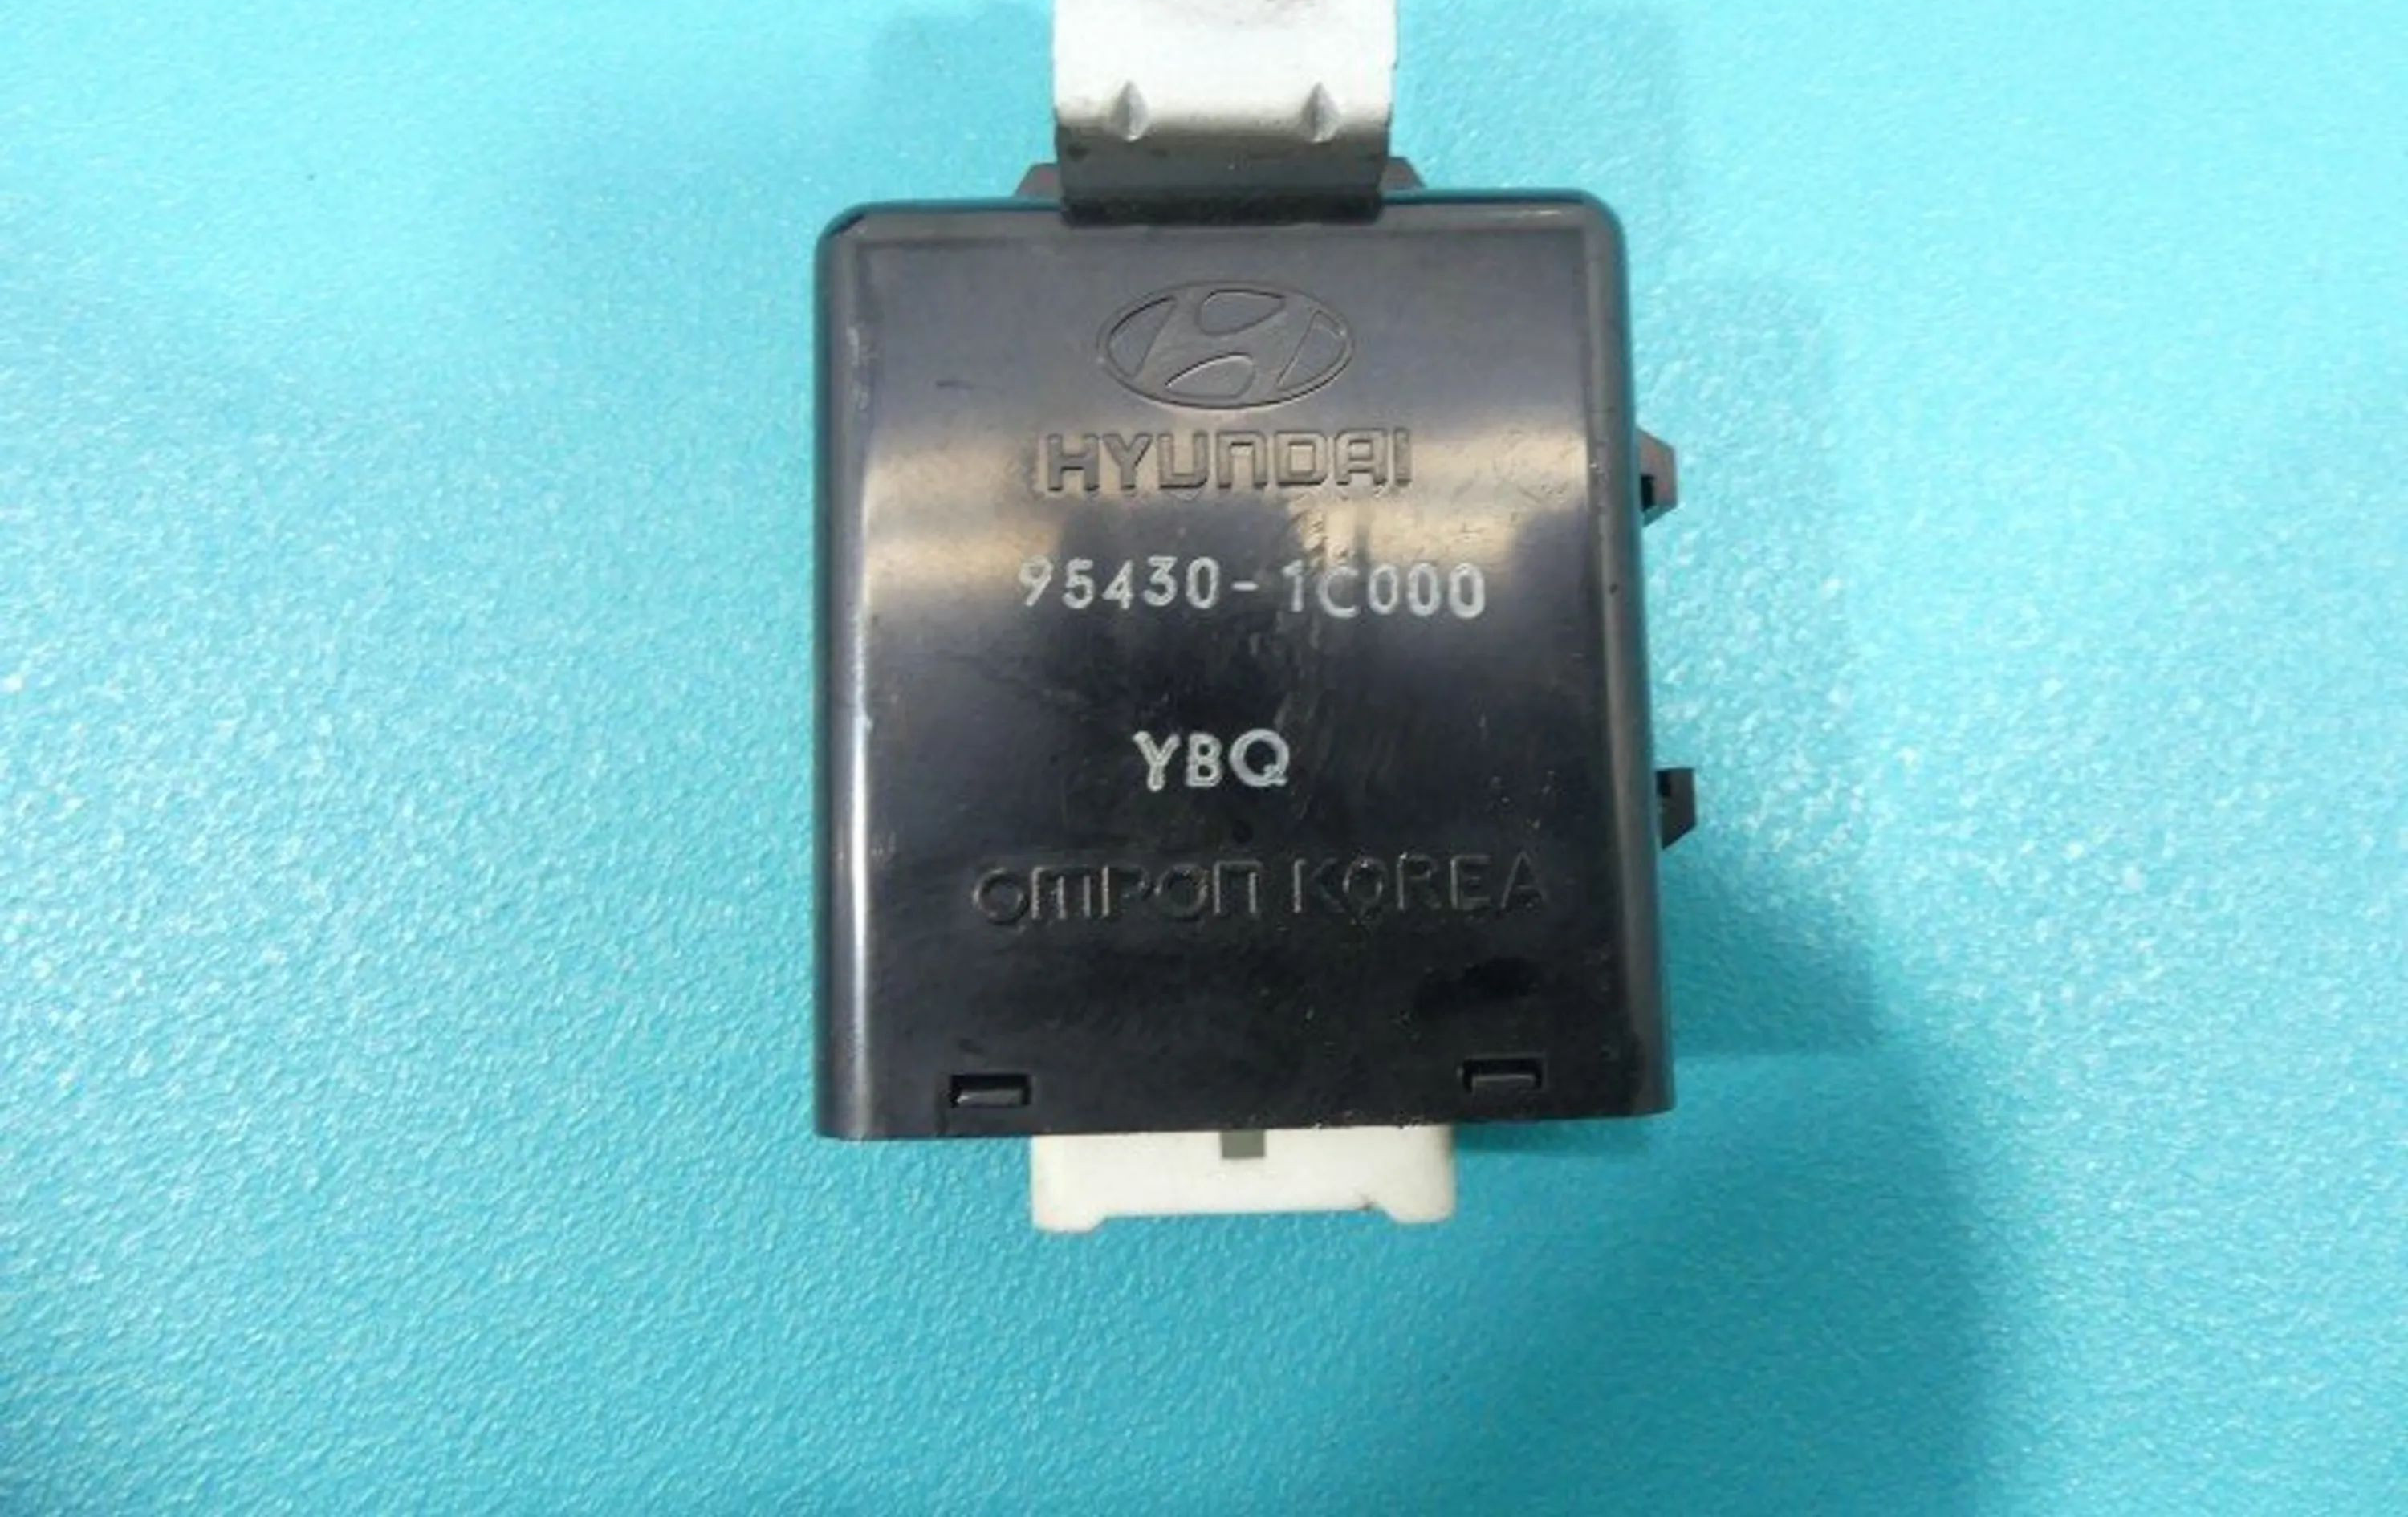 HYUNDAI
95430-1C000
YBQ
OMRON KOREA